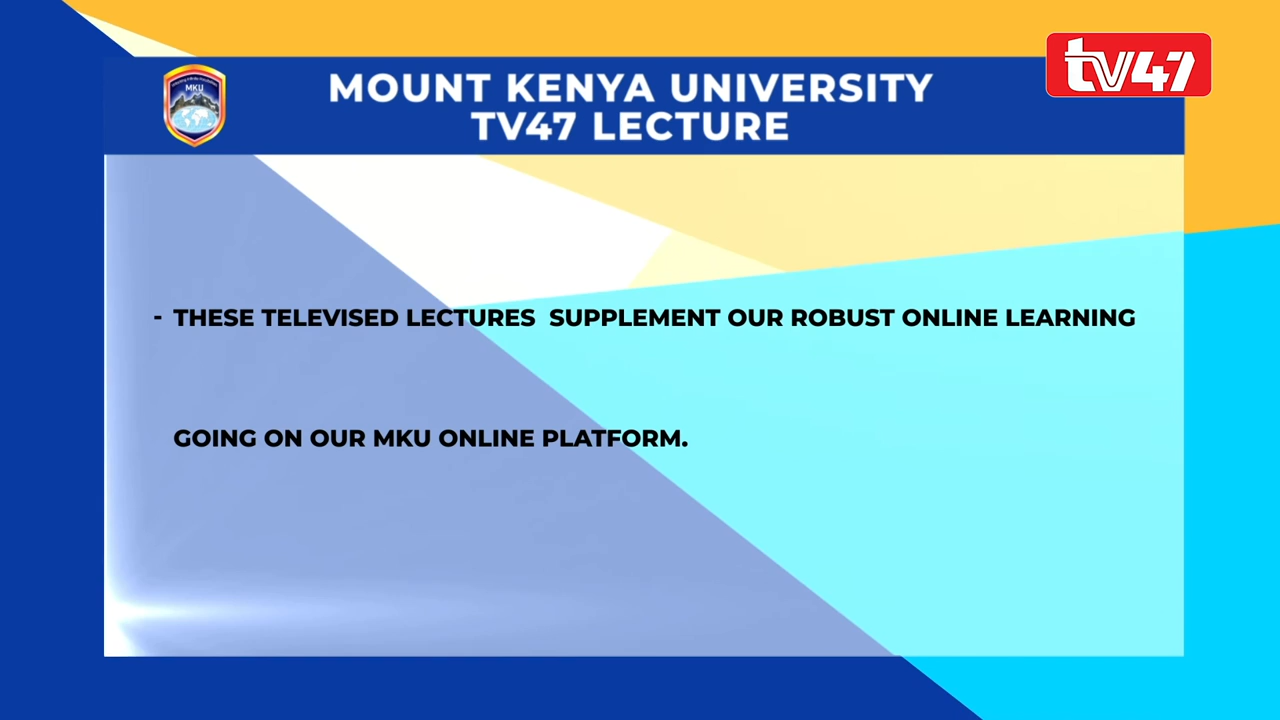 tv47
MKU
MOUNT KENYA UNIVERSITY
TV47 LECTURE
- THESE TELEVISED LECTURES  SUPPLEMENT OUR ROBUST ONLINE LEARNING
GOING ON OUR MKU ONLINE PLATFORM.